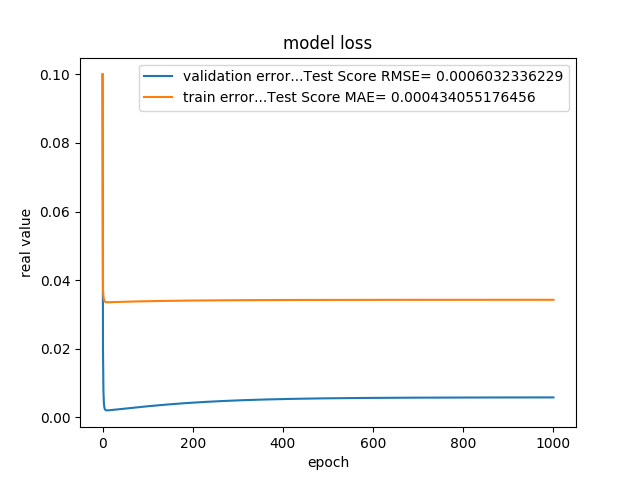 model loss
validation error...Test Score RMSE= 0.0006032336229
train error...Test Score MAE= 0.000434055176456
0.10
0.08
0.06
0.04
0.02
0.00
real value
0 200 400 600 800 1000
epoch